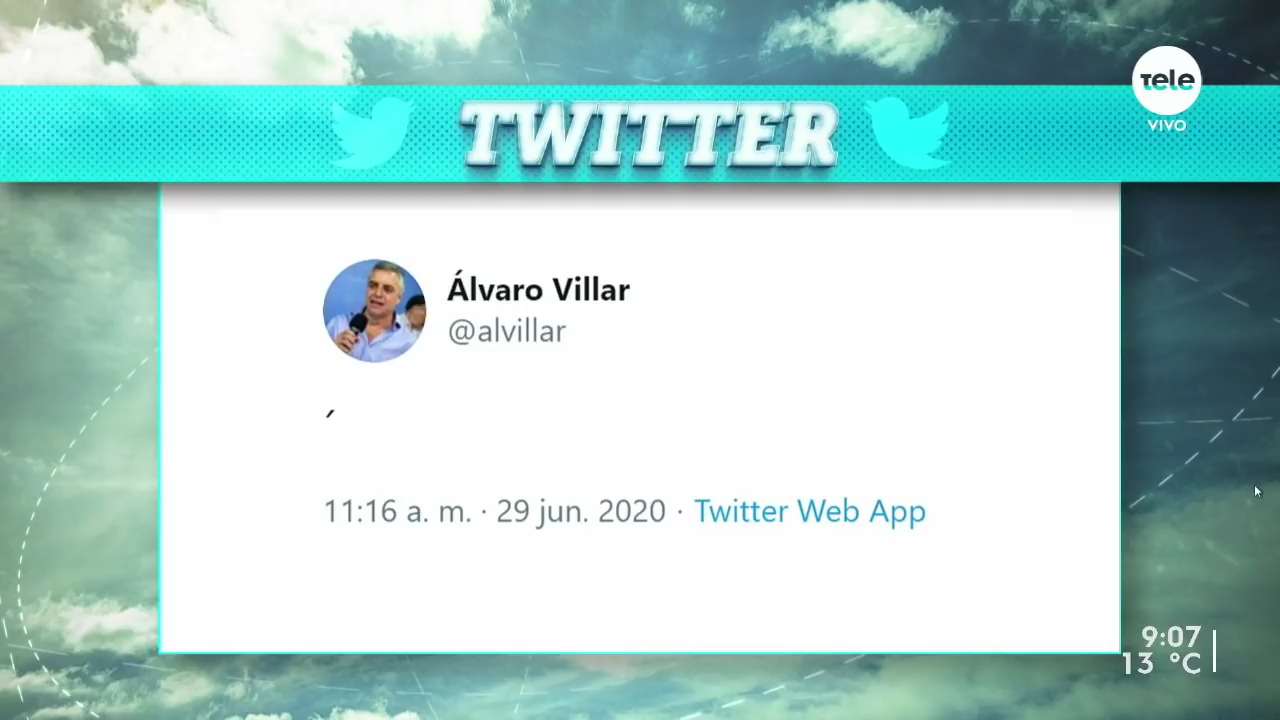 TWITTER
tele
VIVO
Álvaro Villar
@alvillar
´
11:16 a. m. · 29 jun. 2020 · Twitter Web App
9:07
13 °C